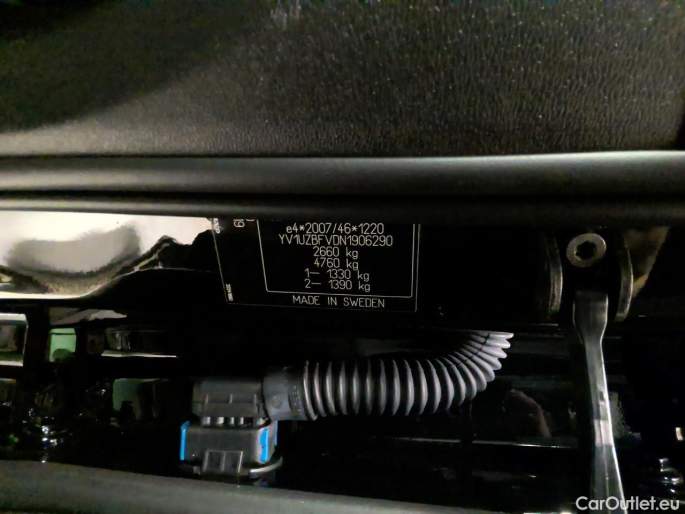 e4*2007/46*1220
YV1UZBFVDN1906290
2660 kg
4760 kg
1— 1330 kg
2— 1390 kg
MADE IN SWEDEN
CarOutlet.eu